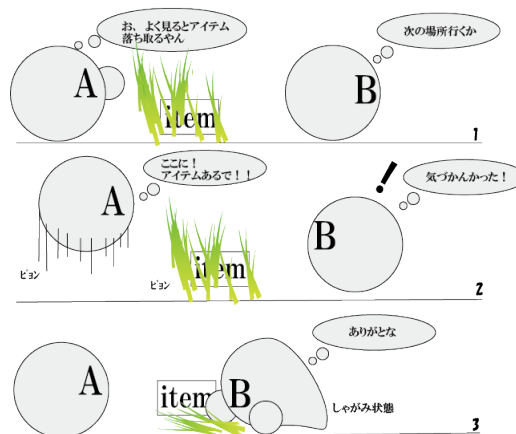 お、よく見るとアイテム
落ち取るやん
次の場所行くか
A
item
B
1
ここに！
アイテムあるで！！
気づかんかった！
A
B
item
ピョン
ピョン
2
ありがとな
A
item
B
しゃがみ状態
3